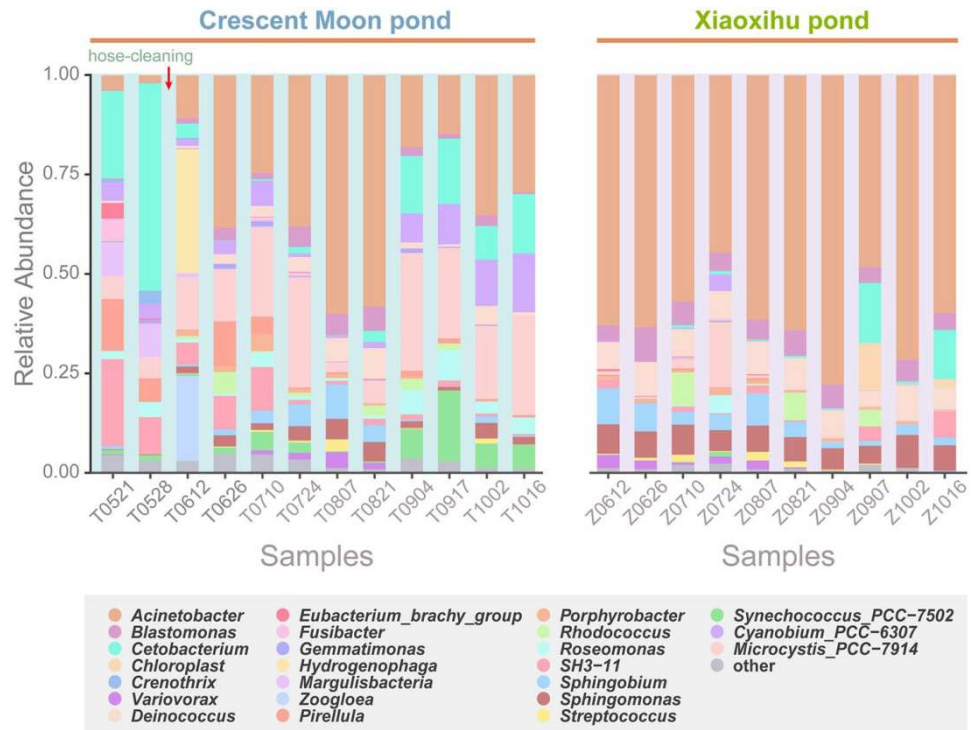 Crescent Moon pond
Xiaoxihu pond
hose-cleaning
1.00
0.75
0.50
0.25
0.00
Relative Abundance
T0521 T0528 T0612 T0626 T0710 T0724 T0807 T0821 T0904 T0917 T1002 T1016
Z0612 Z0626 Z0710 Z0724 Z0807 Z0821 Z0904 Z0907 Z1002 Z1016
Samples
Samples
Acinetobacter
Blastomonas
Cetobacterium
Chloroplast
Crenothrix
Variovorax
Deinococcus
Eubacterium_brachy_group
Fusibacter
Gemmatimonas
Hydrogenophaga
Margulisbacteria
Zoogloea
Pirellula
Porphyrobacter
Rhodococcus
Roseomonas
SH3−11
Sphingobium
Sphingomonas
Streptococcus
Synechococcus_PCC−7502
Cyanobium_PCC−6307
Microcystis_PCC−7914
other